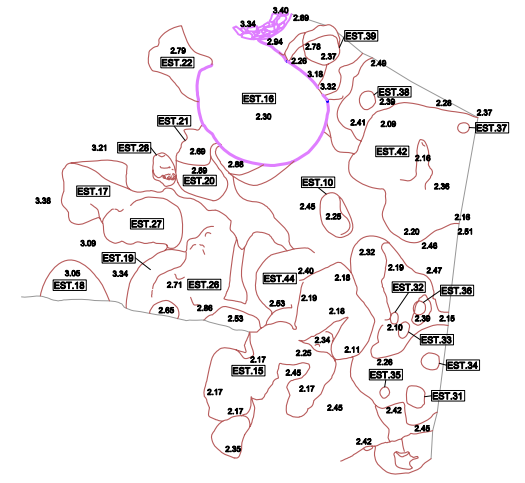 3.40
3.34
2.69
2.94
EST.39
2.79
2.78
2.37
EST.22
2.26
2.49
3.18
3.32
EST.38
EST.16
2.39
2.28
2.30
2.37
EST.21
2.41
2.09
EST.37
3.21
EST.28
2.69
EST.42
2.16
2.88
2.89
EST.20
EST.10
2.36
EST.17
3.38
2.45
2.25
2.18
EST.27
2.20
2.51
3.09
2.46
EST.19
2.32
3.05
3.34
2.40
2.19
2.47
EST.18
2.71
EST.26
EST.44
2.18
EST.32
EST.36
2.19
2.53
2.65
2.86
2.18
2.53
2.39
2.15
2.10
EST.33
2.34
2.25
2.11
2.17
2.26
EST.34
EST.15
2.45
EST.35
2.17
2.17
EST.31
2.17
2.45
2.42
2.45
2.42
2.35